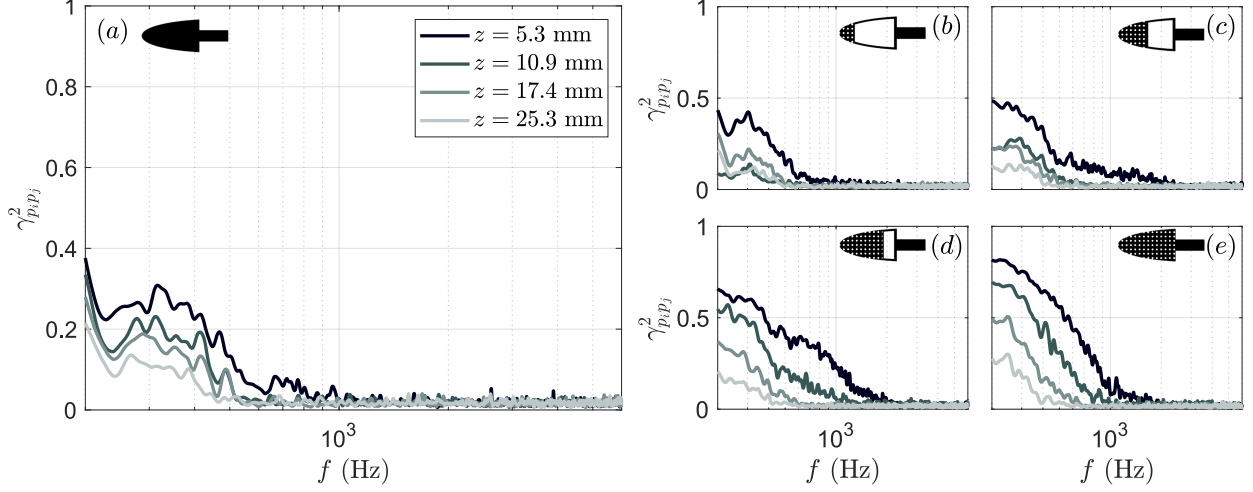 (a)
z = 5.3 mm
z = 10.9 mm
z = 17.4 mm
z = 25.3 mm
1
0.8
0.6
0.4
0.2
0
γ²ₚᵢₚⱼ
10³
f (Hz)
(b)
1
0.5
0
γ²ₚᵢₚⱼ
(c)
1
0.5
0
(d)
1
0.5
0
γ²ₚᵢₚⱼ
10³
f (Hz)
(e)
1
0.5
0
10³
f (Hz)